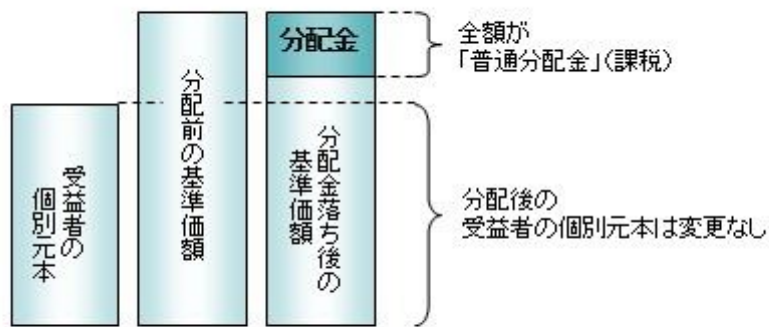 受益者の
個別元本
分配前の基準価額
分配金
分配金落ち後の
基準価額
全額が
「普通分配金」(課税)
分配後の
受益者の個別元本は変更なし